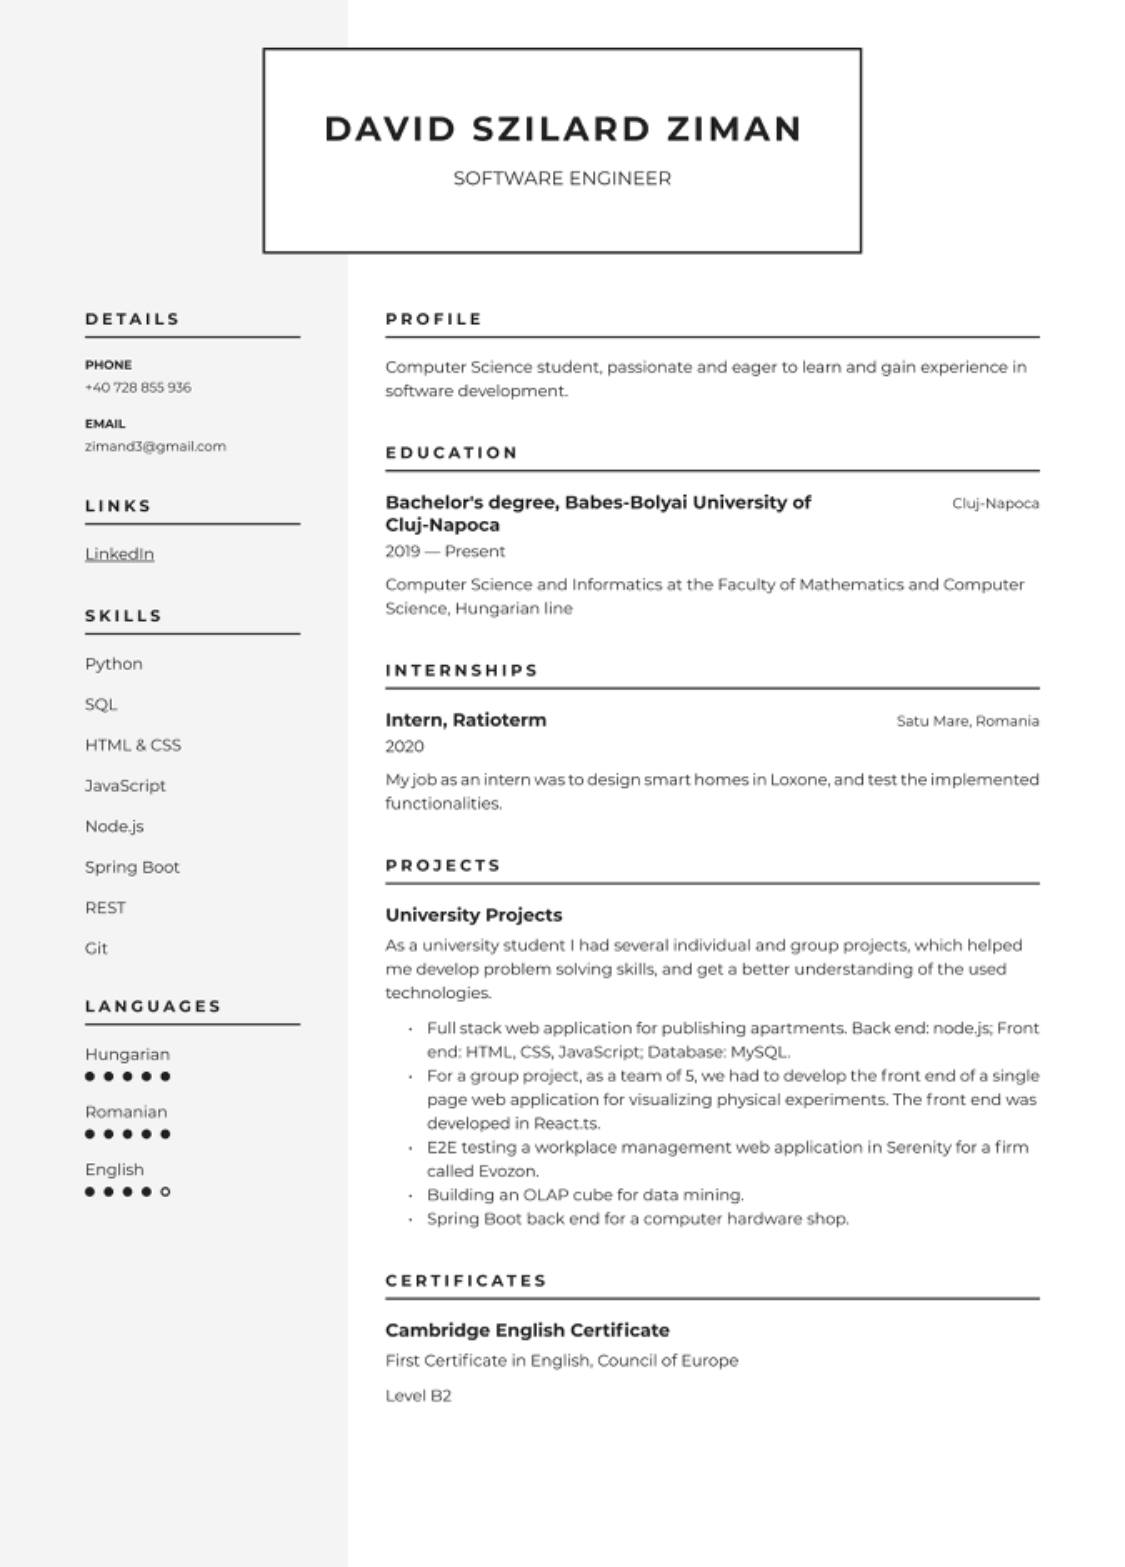 DAVID SZILARD ZIMAN
SOFTWARE ENGINEER
DETAILS
PHONE
+40 728 855 936
EMAIL
zimand3@gmail.com
LINKS
LinkedIn
SKILLS
Python
SQL
HTML & CSS
JavaScript
Node.js
Spring Boot
REST
Git
LANGUAGES
Hungarian
Romanian
English
PROFILE
Computer Science student, passionate and eager to learn and gain experience in
software development.
EDUCATION
Bachelor's degree, Babes-Bolyai University of
Cluj-Napoca
Cluj-Napoca
2019 — Present
Computer Science and Informatics at the Faculty of Mathematics and Computer
Science, Hungarian line
INTERNSHIPS
Intern, Ratioterm
Satu Mare, Romania
2020
My job as an intern was to design smart homes in Loxone, and test the implemented
functionalities.
PROJECTS
University Projects
As a university student I had several individual and group projects, which helped
me develop problem solving skills, and get a better understanding of the used
technologies.
• Full stack web application for publishing apartments. Back end: node.js; Front
end: HTML, CSS, JavaScript; Database: MySQL.
• For a group project, as a team of 5, we had to develop the front end of a single
page web application for visualizing physical experiments. The front end was
developed in React.ts.
• E2E testing a workplace management web application in Serenity for a firm
called Evozon.
• Building an OLAP cube for data mining.
• Spring Boot back end for a computer hardware shop.
CERTIFICATES
Cambridge English Certificate
First Certificate in English, Council of Europe
Level B2